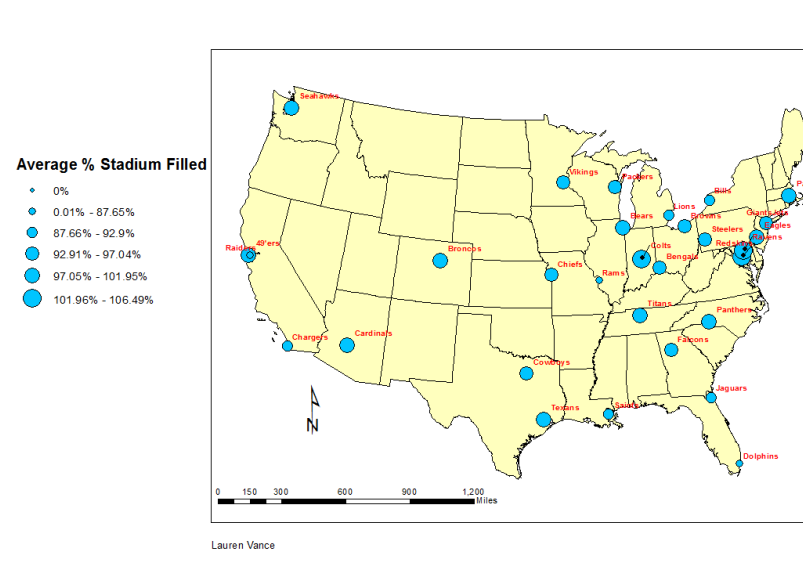 Average % Stadium Filled
0%
0.01% - 87.65%
87.66% - 92.9%
92.91% - 97.04%
97.05% - 101.95%
101.96% - 106.49%
Seahawks
Vikings
Packers
Bills
Lions
Giants
Bears
Browns
Eagles
Steelers
Ravens
49'ers
Raiders
Broncos
Colts
Bengals
Chiefs
Rams
Titans
Panthers
Chargers
Cardinals
Falcons
Cowboys
Jaguars
Texans
Saints
Dolphins
N
0 150 300 600 900 1,200
Miles
Lauren Vance